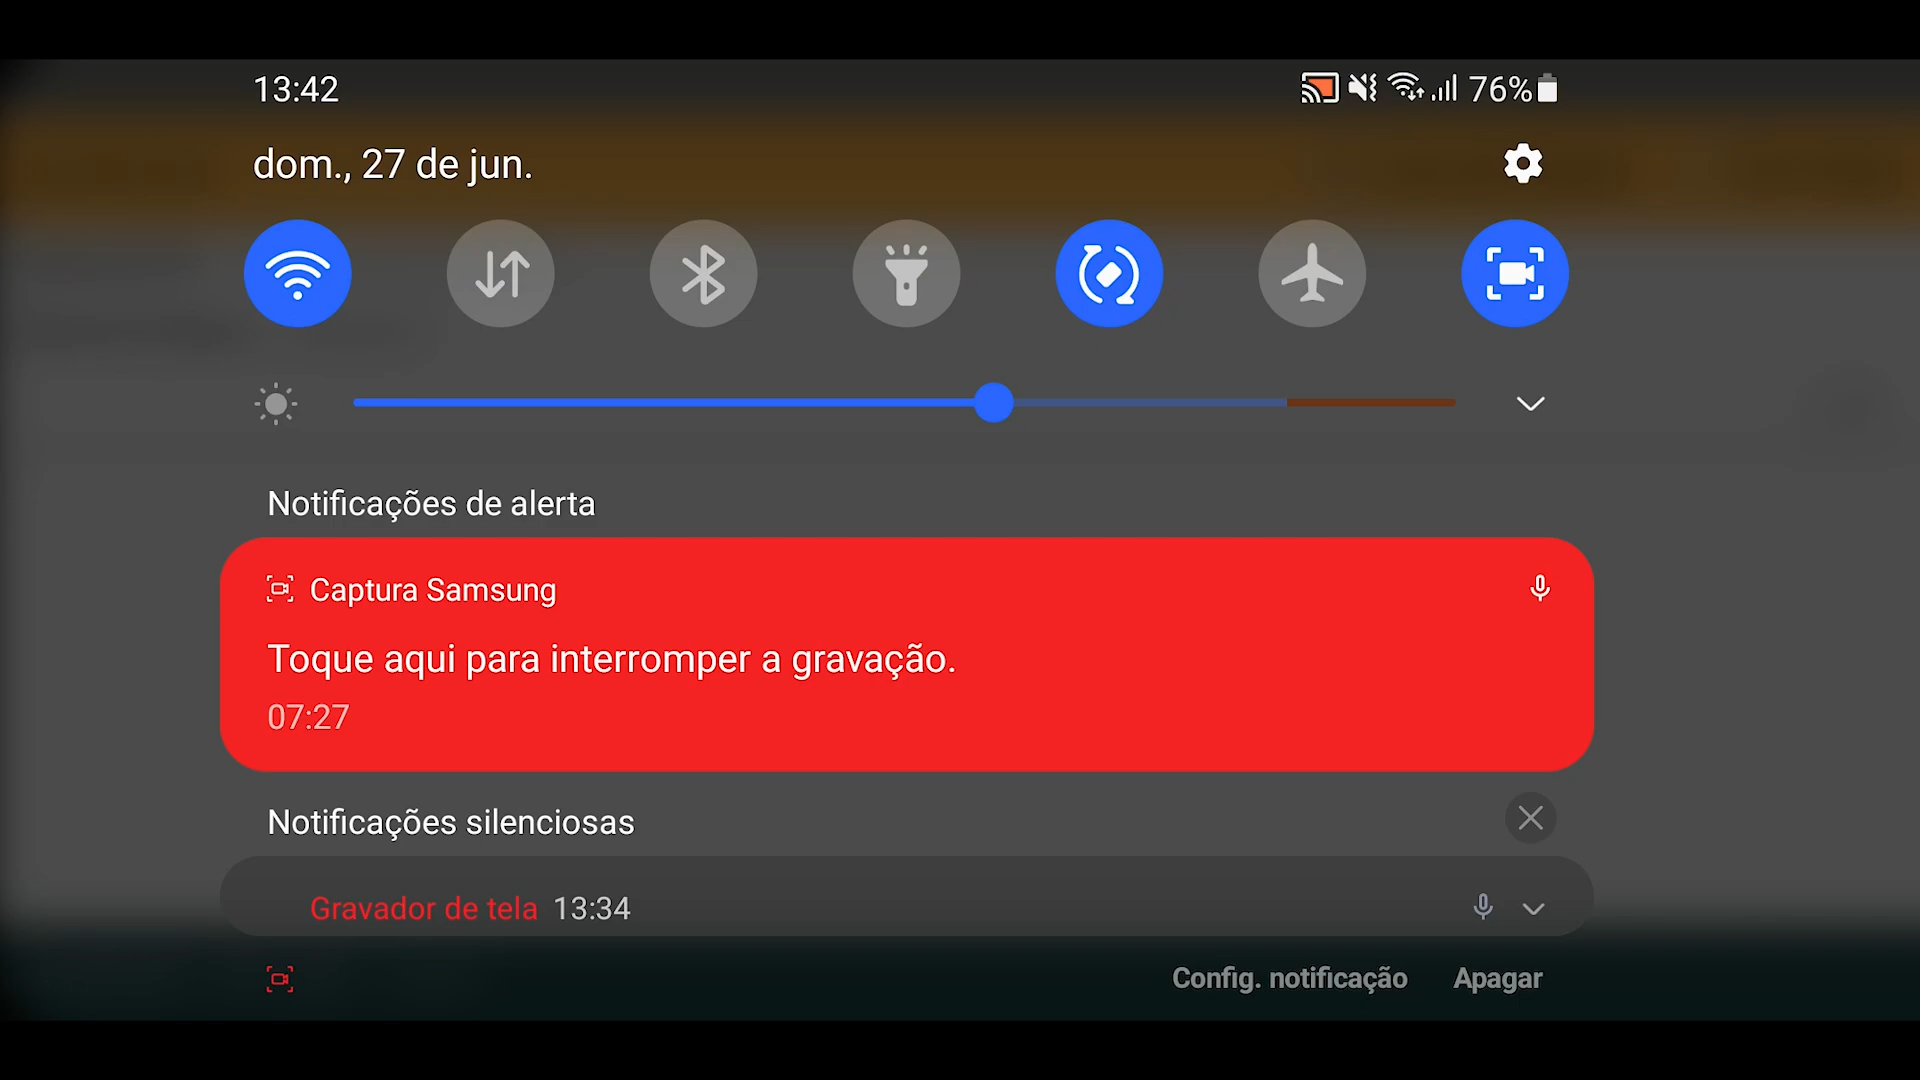 13:42
76%
dom., 27 de jun.
Notificações de alerta
Captura Samsung
Toque aqui para interromper a gravação.
07:27
Notificações silenciosas
Gravador de tela 13:34
Config. notificação Apagar